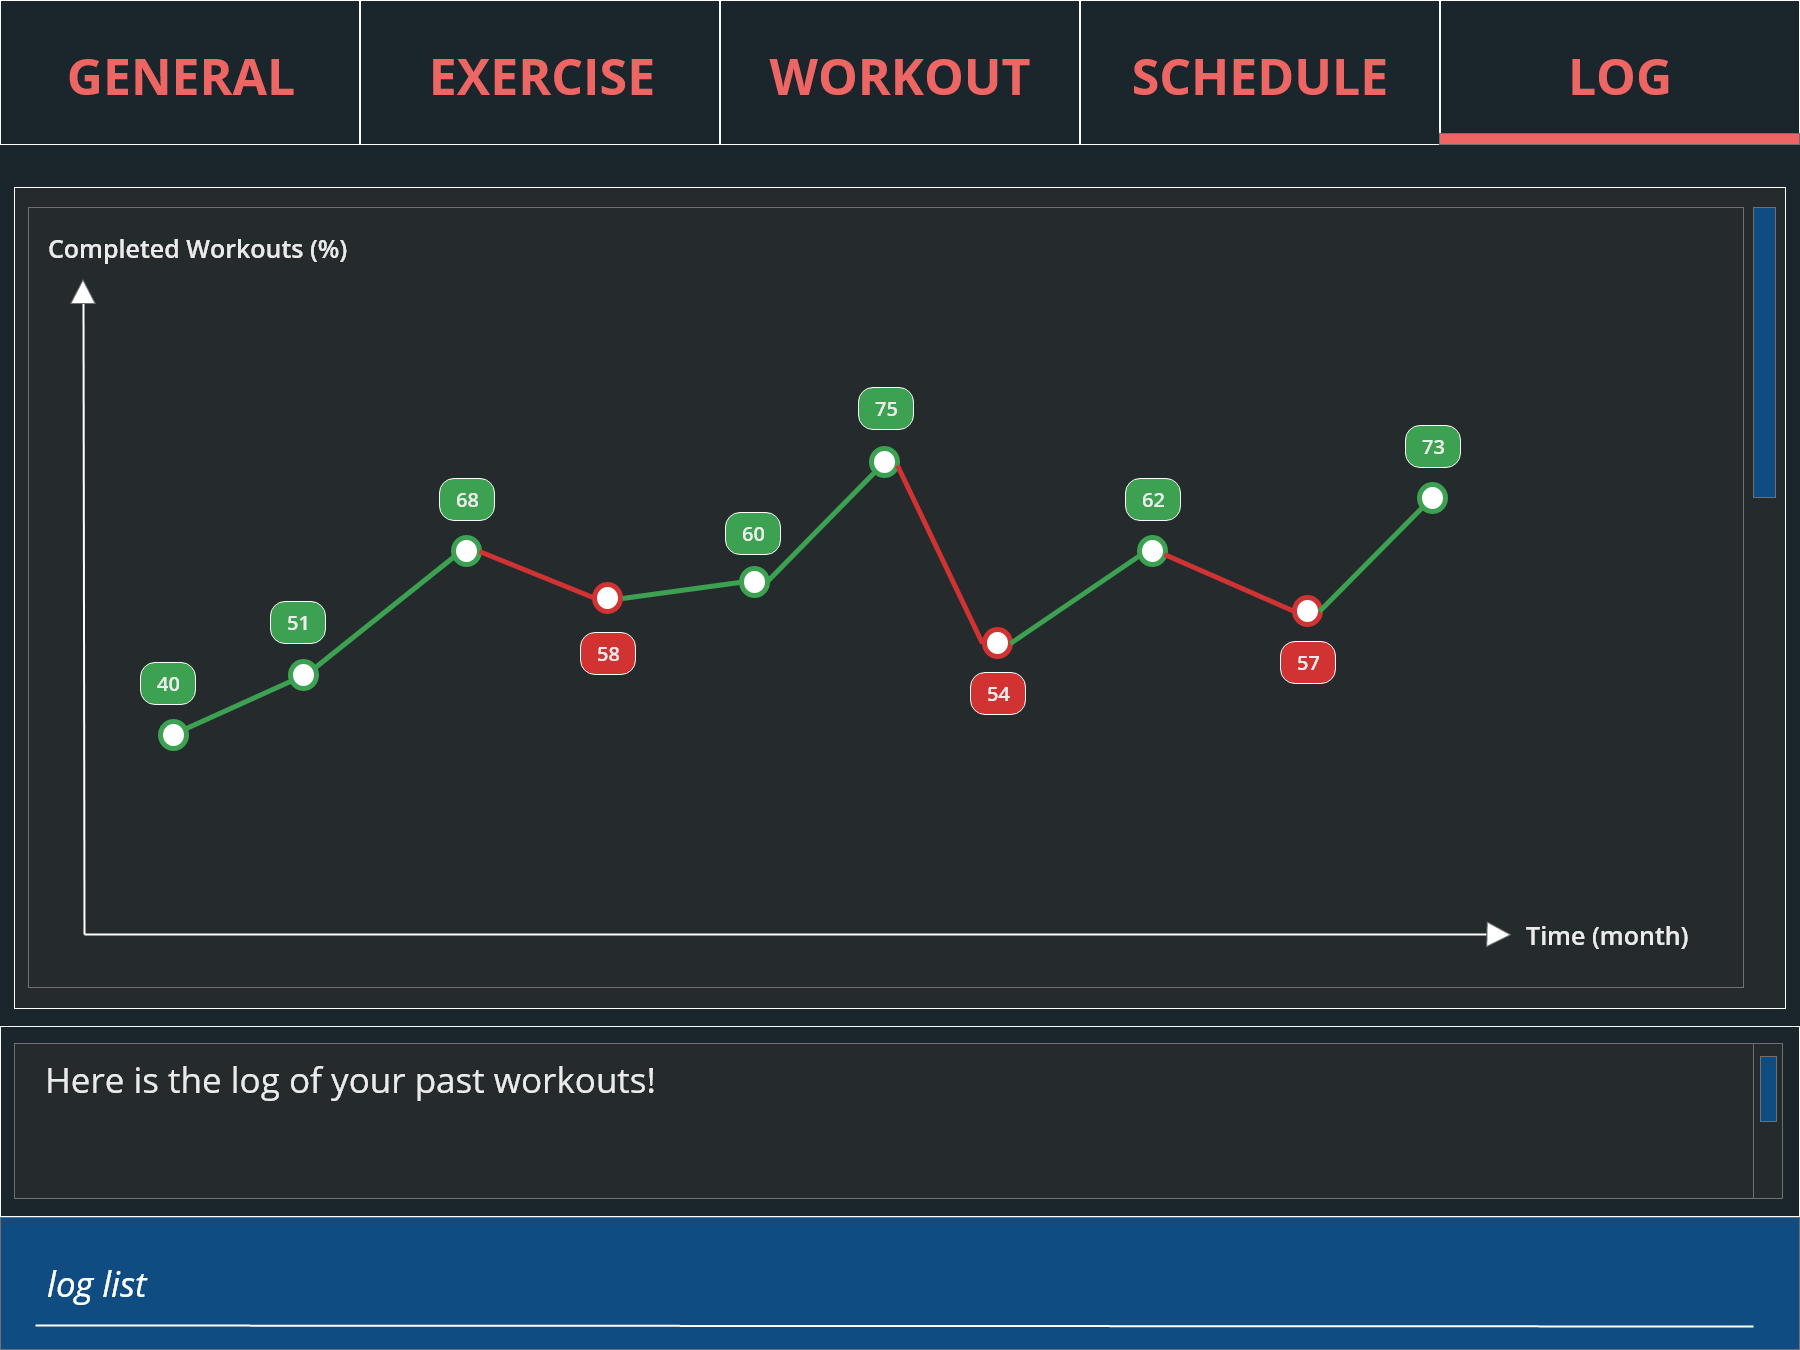 GENERAL EXERCISE WORKOUT SCHEDULE LOG
Completed Workouts (%)
75
73
68
62
60
51
58
57
40
54
Time (month)
Here is the log of your past workouts!
log list